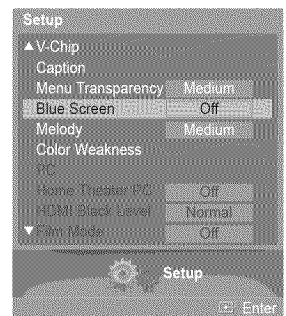 Setup
▲V-Chip
Caption
Menu Transparency Medium
Blue Screen Off
Melody Medium
Color Weakness
PC
Home Theater PC Off
HDMI Black Level Normal
▼Film Mode Off
Setup
Enter